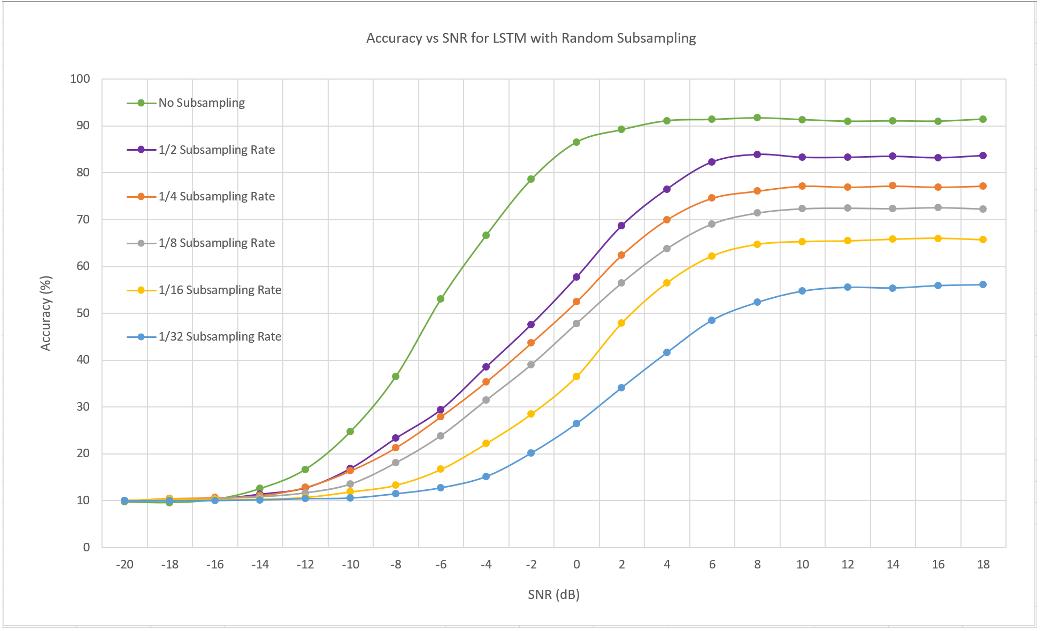 Accuracy vs SNR for LSTM with Random Subsampling
100
90
80
70
60
50
40
30
20
10
0
Accuracy (%)
No Subsampling
1/2 Subsampling Rate
1/4 Subsampling Rate
1/8 Subsampling Rate
1/16 Subsampling Rate
1/32 Subsampling Rate
-20 -18 -16 -14 -12 -10 -8 -6 -4 -2 0 2 4 6 8 10 12 14 16 18
SNR (dB)